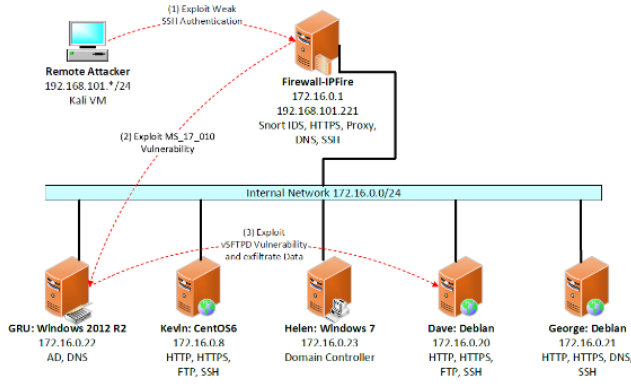 (1) Exploit Weak
SSH Authentication
Remote Attacker
192.168.101.*/24
Kali VM
Firewall-IPFire
172.16.0.1
192.168.101.221
Snort IDS, HTTPS, Proxy,
DNS, SSH
(2) Exploit MS_17_010
Vulnerability
Internal Network 172.16.0.0/24
(3) Exploit
vSFTPD Vulnerability
and exfiltrate Data
GRU: Windows 2012 R2
172.16.0.22
AD, DNS
Kevin: CentOS6
172.16.0.8
HTTP, HTTPS,
FTP, SSH
Helen: Windows 7
172.16.0.23
Domain Controller
Dave: Debian
172.16.0.20
HTTP, HTTPS,
FTP, SSH
George: Debian
172.16.0.21
HTTP, HTTPS, DNS,
SSH